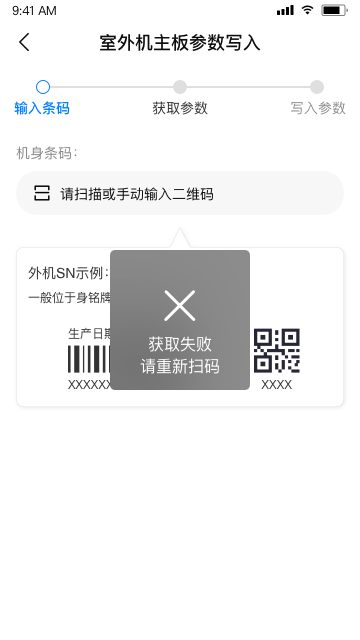 9:41 AM
室外机主板参数写入
输入条码
获取参数
写入参数
机身条码：
请扫描或手动输入二维码
外机SN示例：
一般位于身铭牌
生产日期
XXXXXX
XXXX
获取失败
请重新扫码